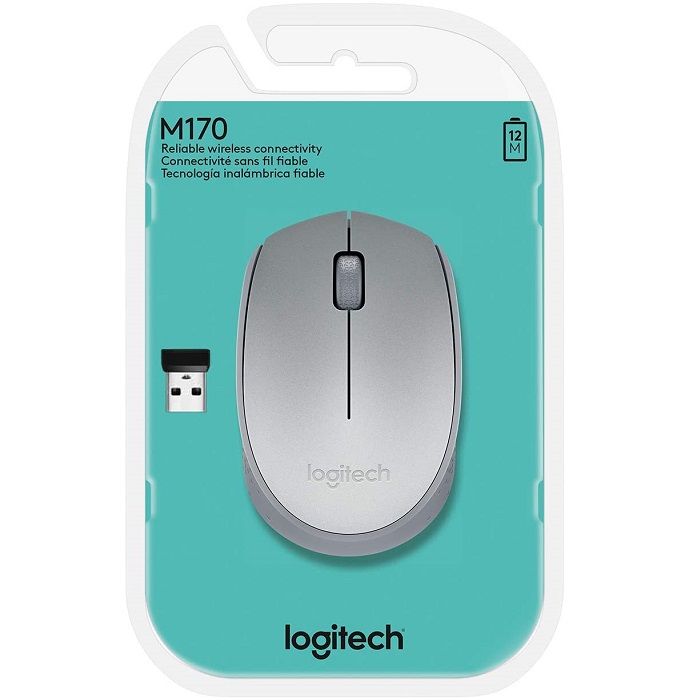 M170
Reliable wireless connectivity
Connectivité sans fil fiable
Tecnología inalámbrica fiable
12
M
logitech
logitech